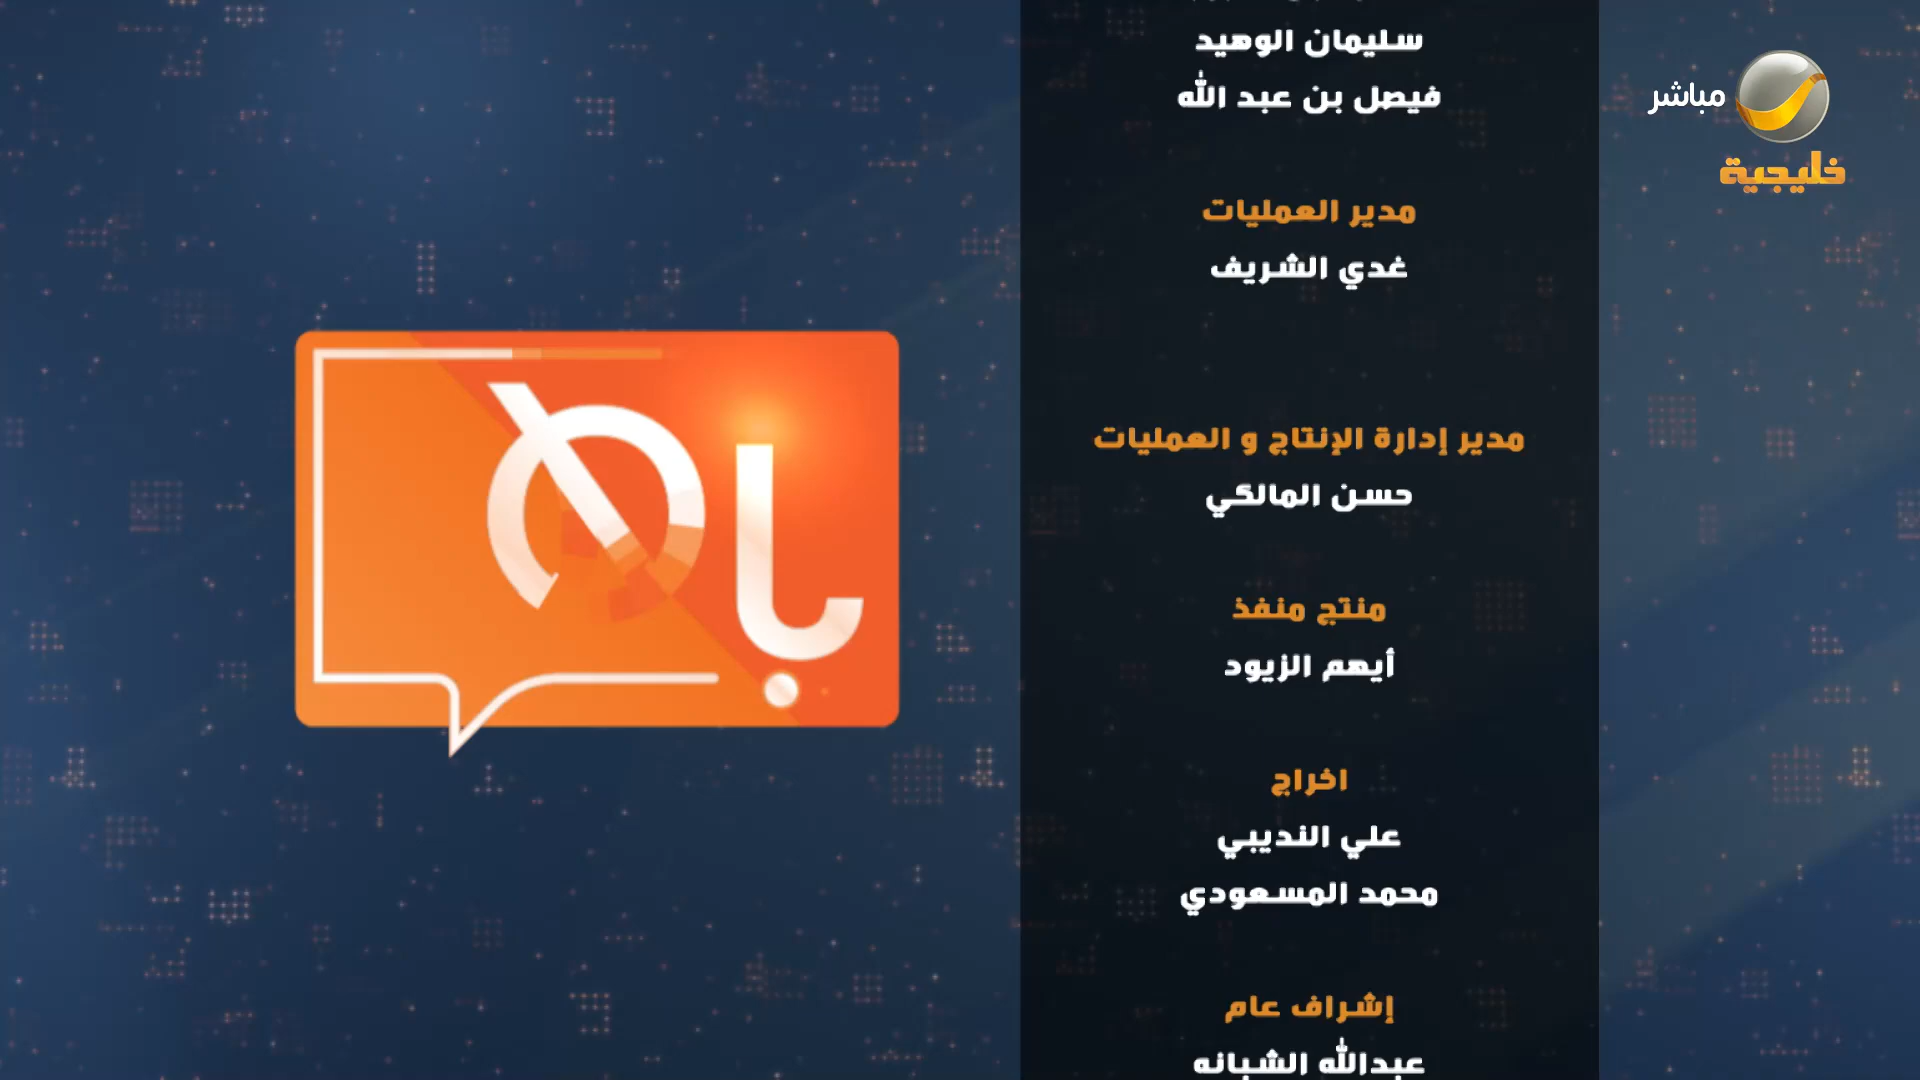 سليمان الوهيد
فيصل بن عبد الله
مدير العمليات
غدي الشريف
مدير إدارة الإنتاج و العمليات
حسن المالكي
منتج منفذ
أيهم الزيود
اخراج
علي النديبي
محمد المسعودي
إشراف عام
عبدالله الشبانه
مباشر
خليجية